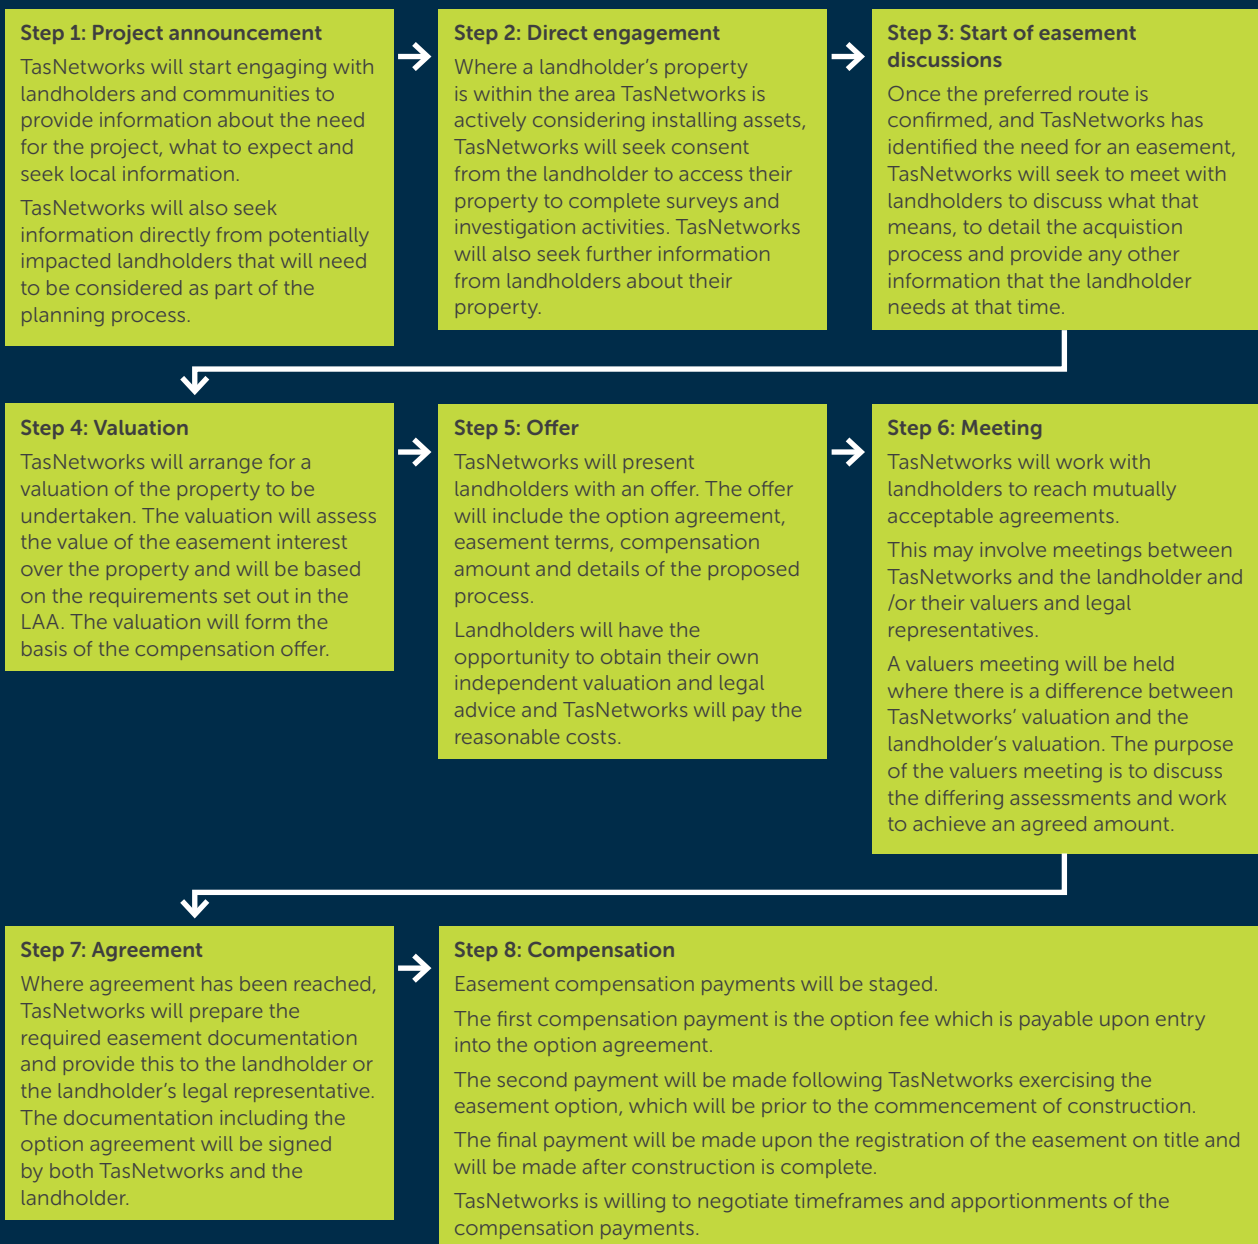 Step 1: Project announcement
TasNetworks will start engaging with
landholders and communities to
provide information about the need
for the project, what to expect and
seek local information.
TasNetworks will also seek
information directly from potentially
impacted landholders that will need
to be considered as part of the
planning process.
Step 2: Direct engagement
Where a landholder's property
is within the area TasNetworks is
actively considering installing assets,
TasNetworks will seek consent
from the landholder to access their
property to complete surveys and
investigation activities. TasNetworks
will also seek further information
from landholders about their
property.
Step 3: Start of easement
discussions
Once the preferred route is
confirmed, and TasNetworks has
identified the need for an easement,
TasNetworks will seek to meet with
landholders to discuss what that
means, to detail the acquistion
process and provide any other
information that the landholder
needs at that time.
Step 4: Valuation
TasNetworks will arrange for a
valuation of the property to be
undertaken. The valuation will assess
the value of the easement interest
over the property and will be based
on the requirements set out in the
LAA. The valuation will form the
basis of the compensation offer.
Step 5: Offer
TasNetworks will present
landholders with an offer. The offer
will include the option agreement,
easement terms, compensation
amount and details of the proposed
process.
Landholders will have the
opportunity to obtain their own
independent valuation and legal
advice and TasNetworks will pay the
reasonable costs.
Step 6: Meeting
TasNetworks will work with
landholders to reach mutually
acceptable agreements.
This may involve meetings between
TasNetworks and the landholder and
/or their valuers and legal
representatives.
A valuers meeting will be held
where there is a difference between
TasNetworks' valuation and the
landholder's valuation. The purpose
of the valuers meeting is to discuss
the differing assessments and work
to achieve an agreed amount.
Step 7: Agreement
Where agreement has been reached,
TasNetworks will prepare the
required easement documentation
and provide this to the landholder or
the landholder's legal representative.
The documentation including the
option agreement will be signed
by both TasNetworks and the
landholder.
Step 8: Compensation
Easement compensation payments will be staged.
The first compensation payment is the option fee which is payable upon entry
into the option agreement.
The second payment will be made following TasNetworks exercising the
easement option, which will be prior to the commencement of construction.
The final payment will be made upon the registration of the easement on title and
will be made after construction is complete.
TasNetworks is willing to negotiate timeframes and apportionments of the
compensation payments.